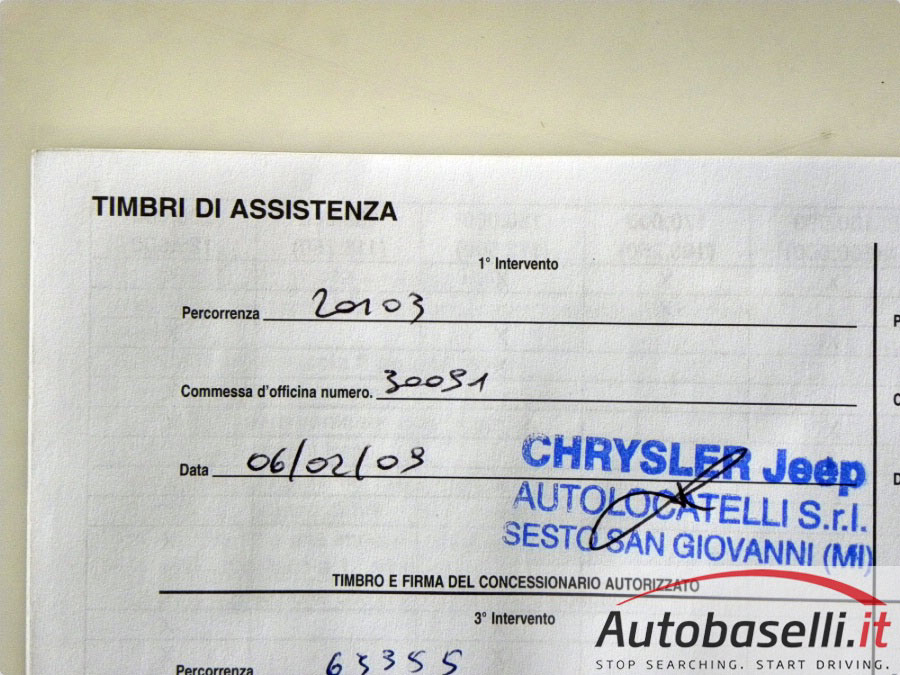 TIMBRI DI ASSISTENZA
1° Intervento
Percorrenza 20103
Commessa d'officina numero. 30091
Data 06/02/09
CHRYSLER Jeep
AUTOLOCATELLI S.r.l.
SESTO SAN GIOVANNI (MI)
TIMBRO E FIRMA DEL CONCESSIONARIO AUTORIZZATO
3° Intervento
Percorrenza 63355
Autobaselli.it
STOP SEARCHING. START DRIVING.